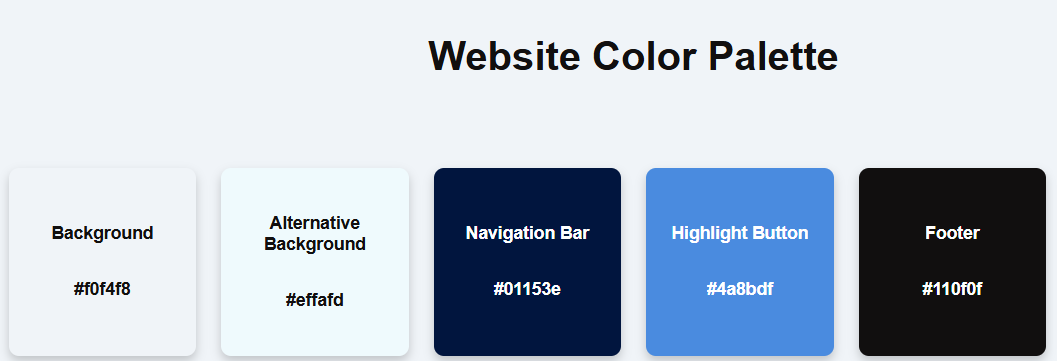 Website Color Palette
Background
#f0f4f8
Alternative
Background
#effafd
Navigation Bar
#01153e
Highlight Button
#4a8bdf
Footer
#110f0f